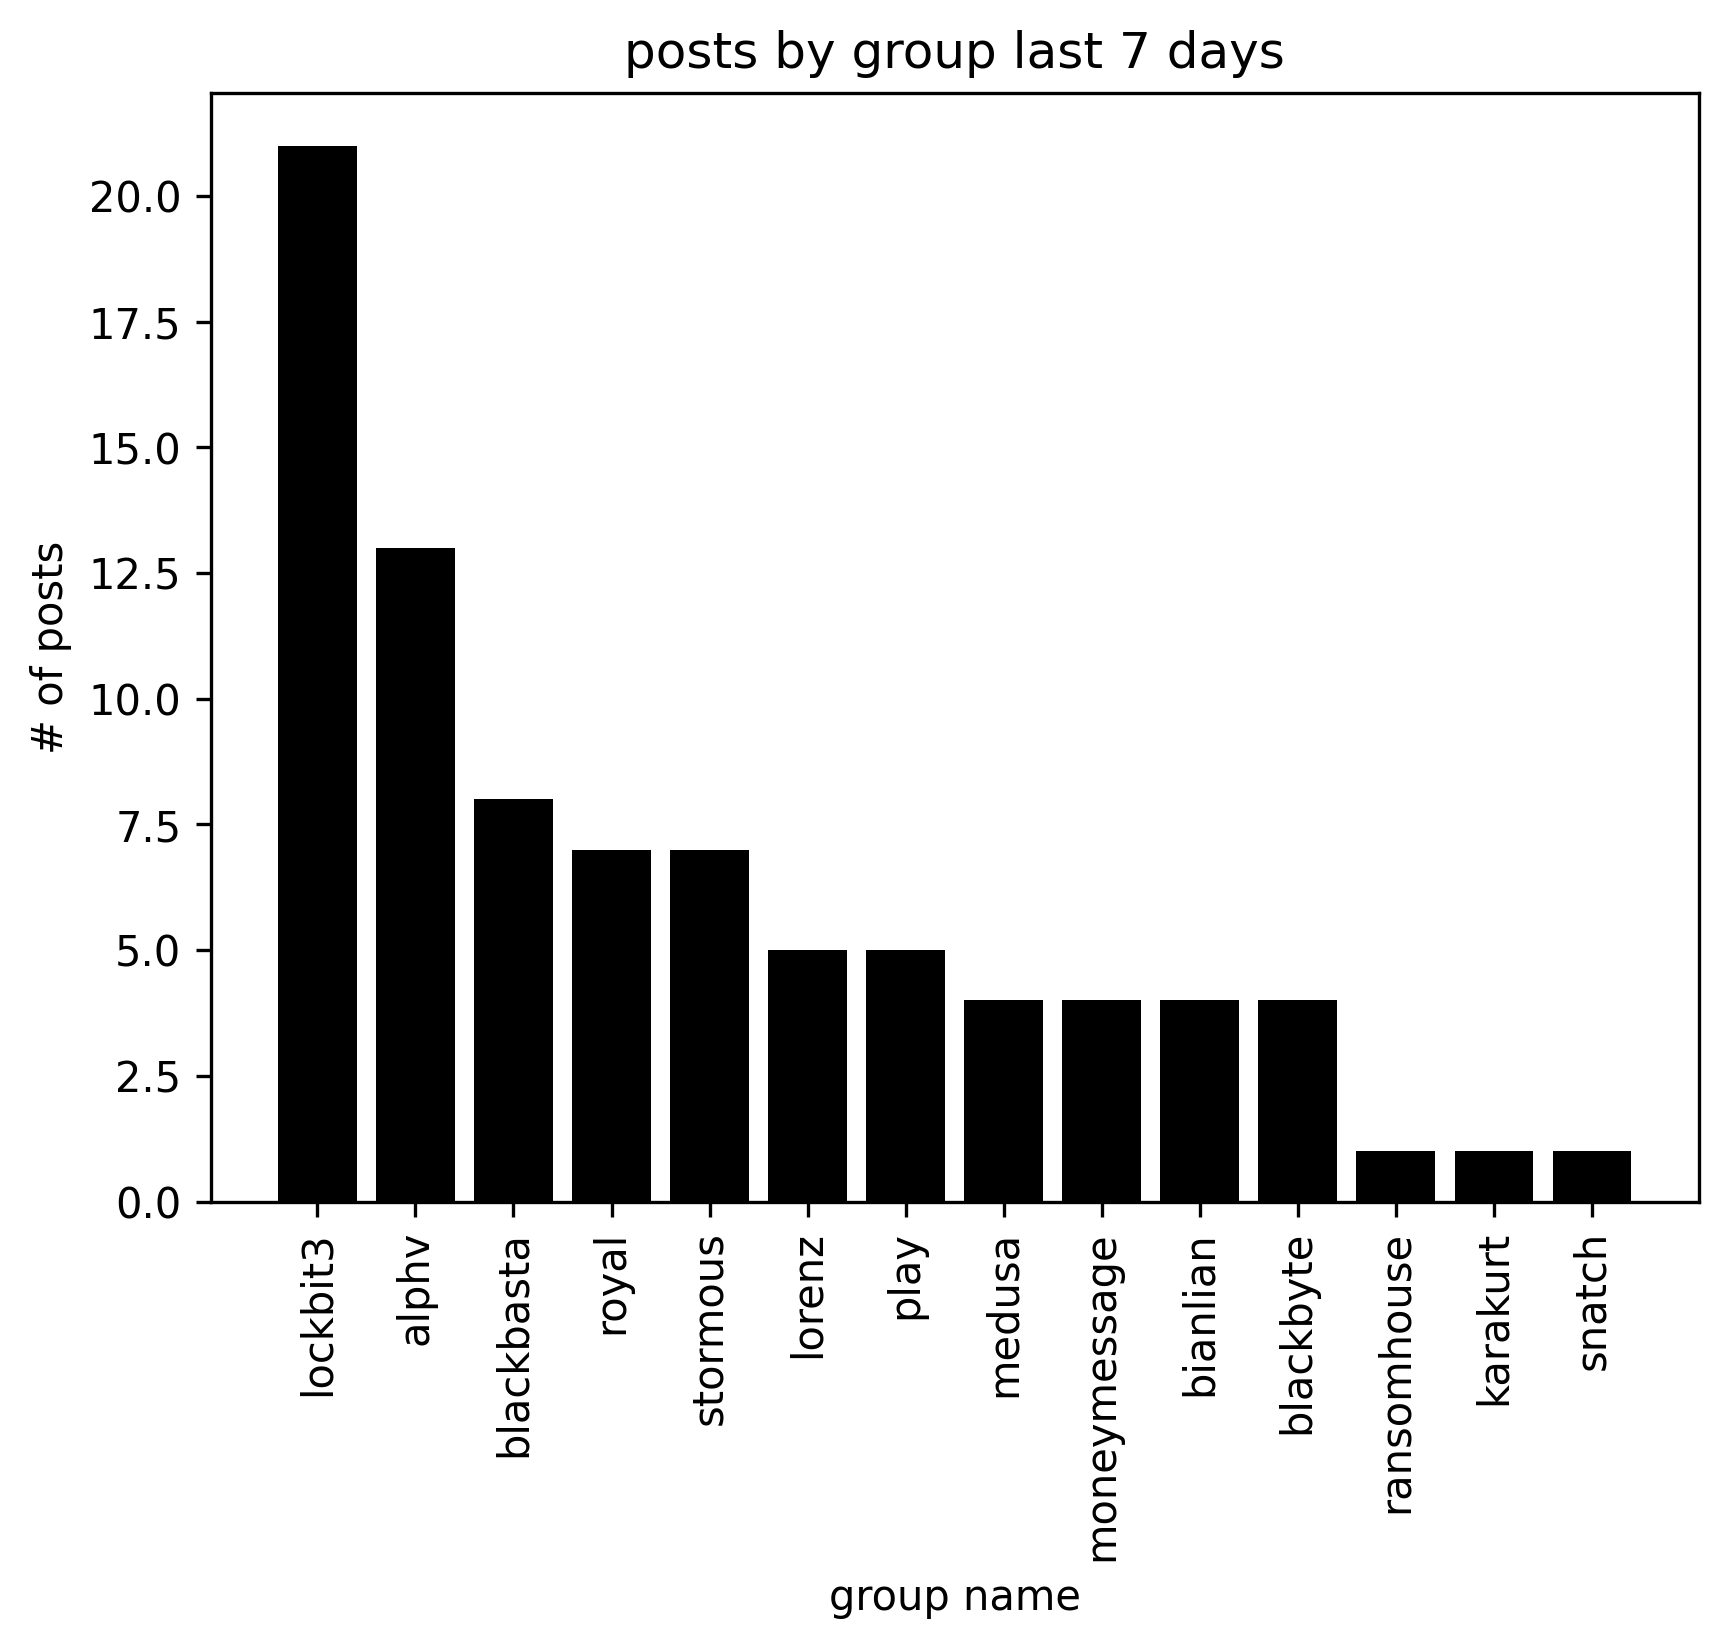 posts by group last 7 days
# of posts
20.0
17.5
15.0
12.5
10.0
7.5
5.0
2.5
0.0
lockbit3
alphv
blackbasta
royal
stormous
lorenz
play
medusa
moneymessage
bianlian
blackbyte
ransomhouse
karakurt
snatch
group name